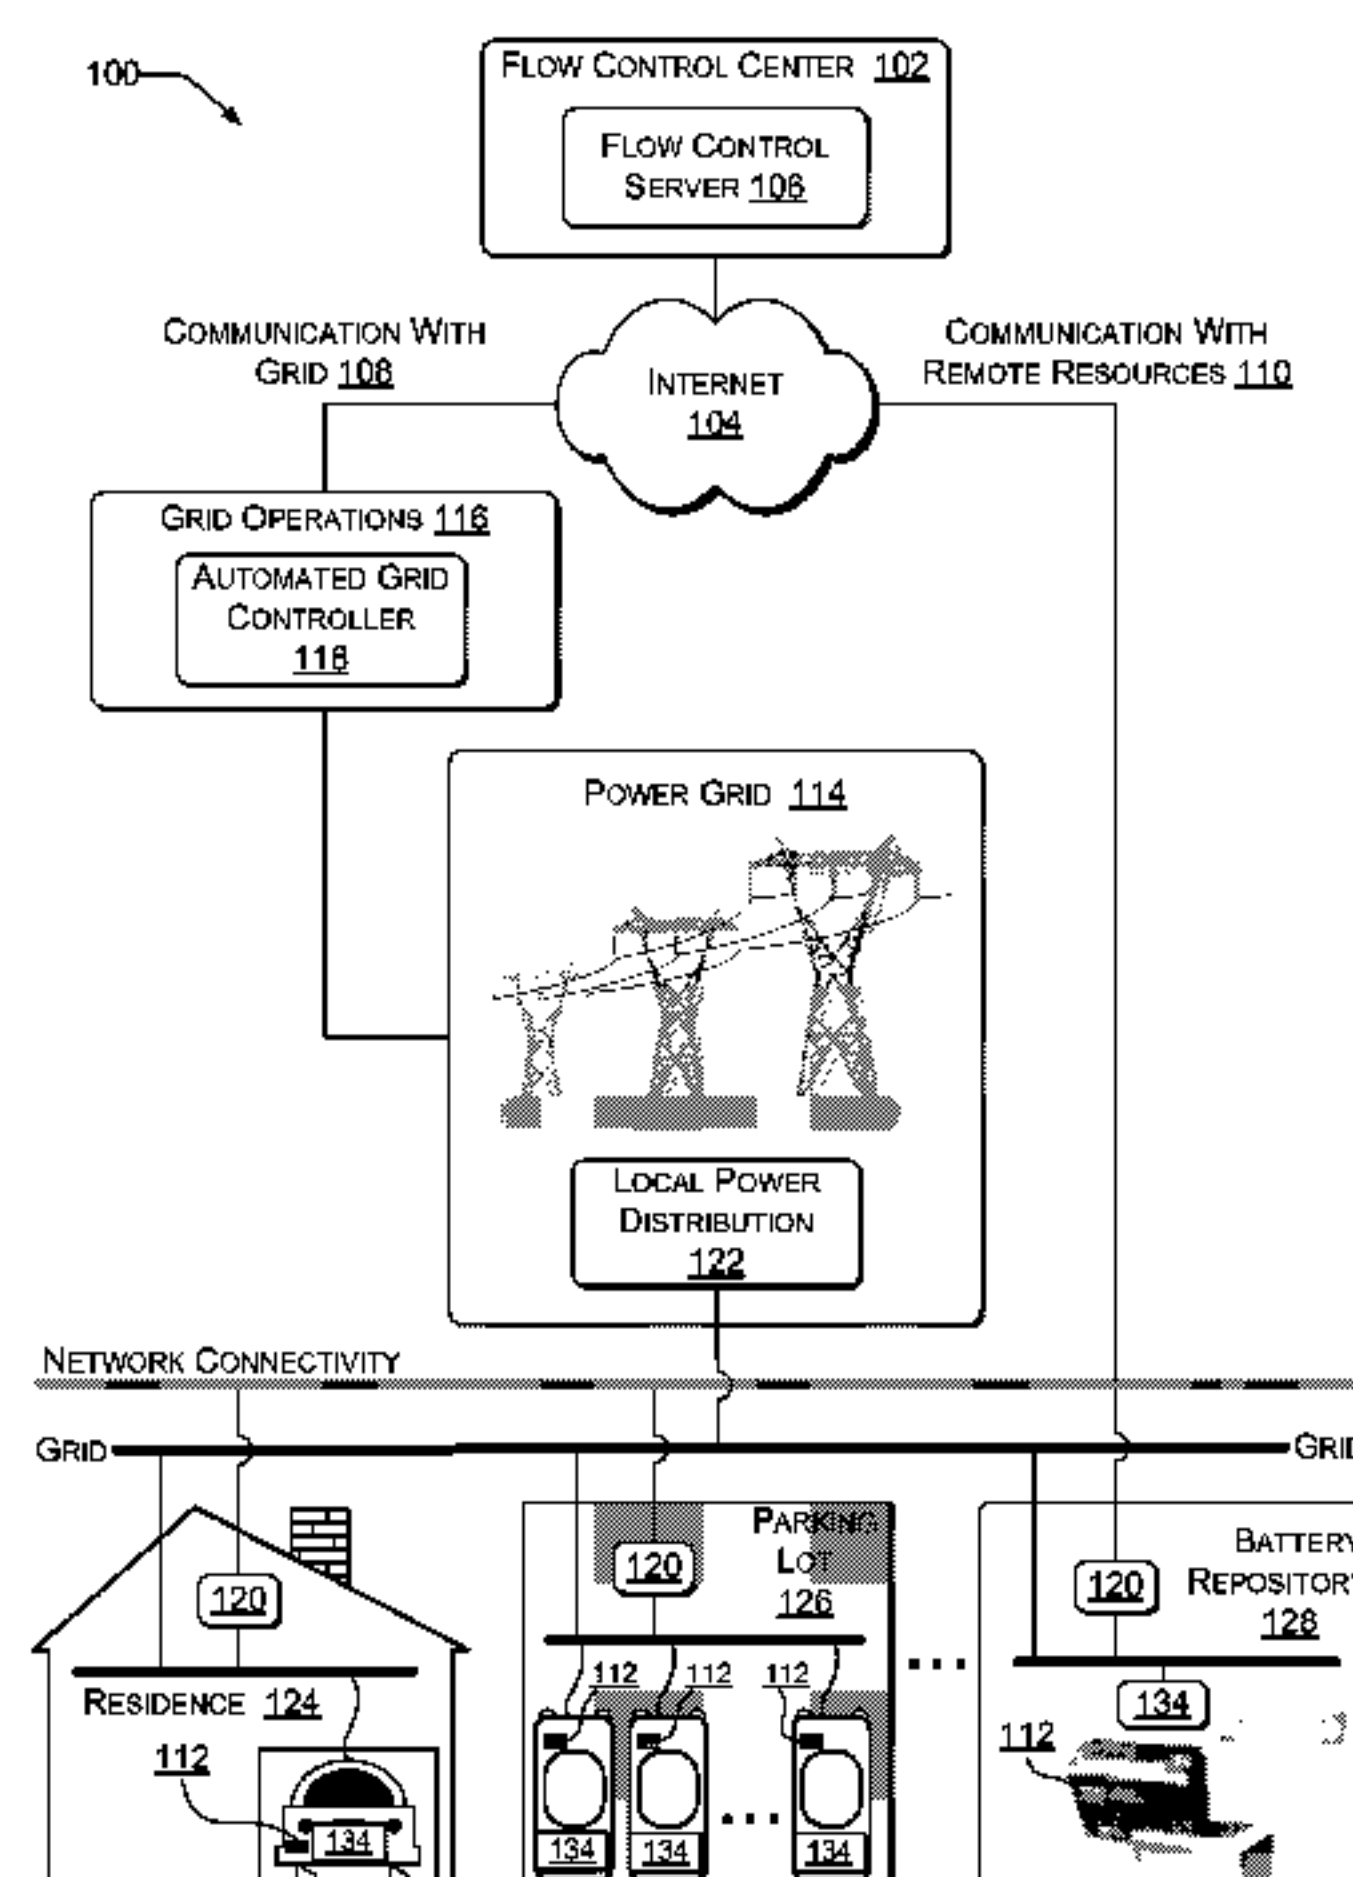 100
FLOW CONTROL CENTER 102
FLOW CONTROL
SERVER 106
COMMUNICATION WITH
GRID 108
COMMUNICATION WITH
REMOTE RESOURCES 110
INTERNET
104
GRID OPERATIONS 116
AUTOMATED GRID
CONTROLLER
118
POWER GRID 114
LOCAL POWER
DISTRIBUTION
122
NETWORK CONNECTIVITY
GRID
GRID
120
RESIDENCE 124
112
134
PARKING
LOT
126
120
112
112
112
134
134
134
BATTERY
REPOSITORY
128
120
134
112